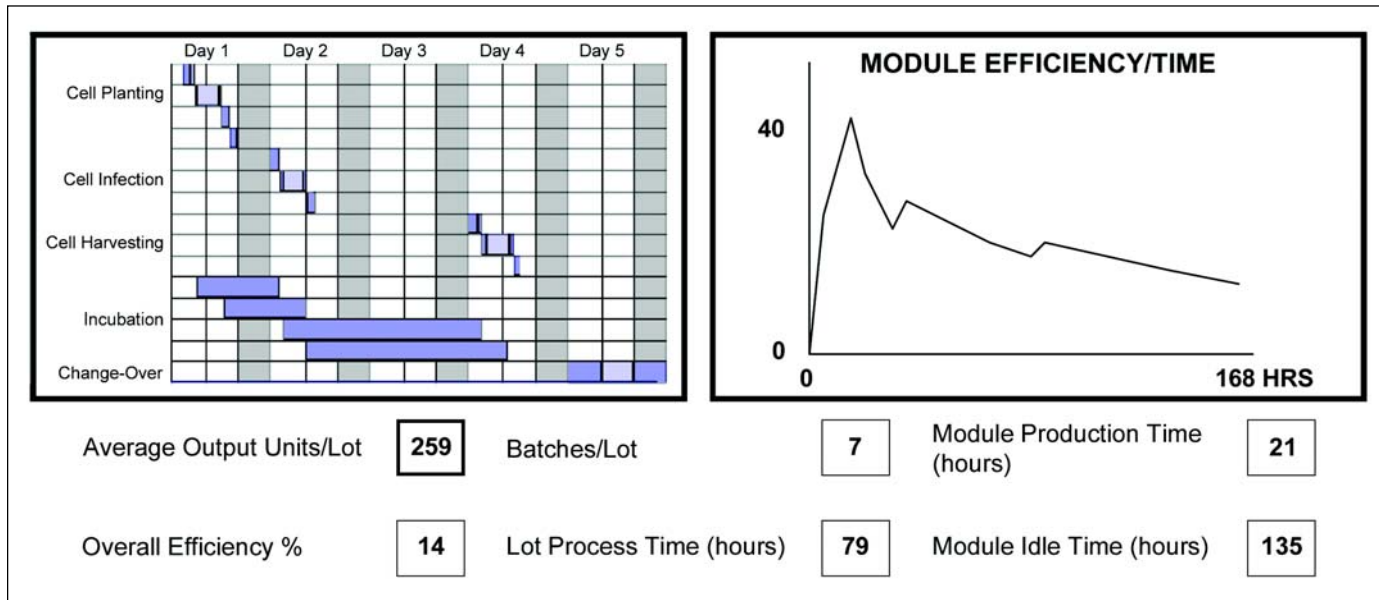 Day 1 Day 2 Day 3 Day 4 Day 5
Cell Planting
Cell Infection
Cell Harvesting
Incubation
Change-Over
MODULE EFFICIENCY/TIME
40
0
0 168 HRS
Average Output Units/Lot 259
Batches/Lot 7
Module Production Time
(hours) 21
Overall Efficiency % 14
Lot Process Time (hours) 79
Module Idle Time (hours) 135